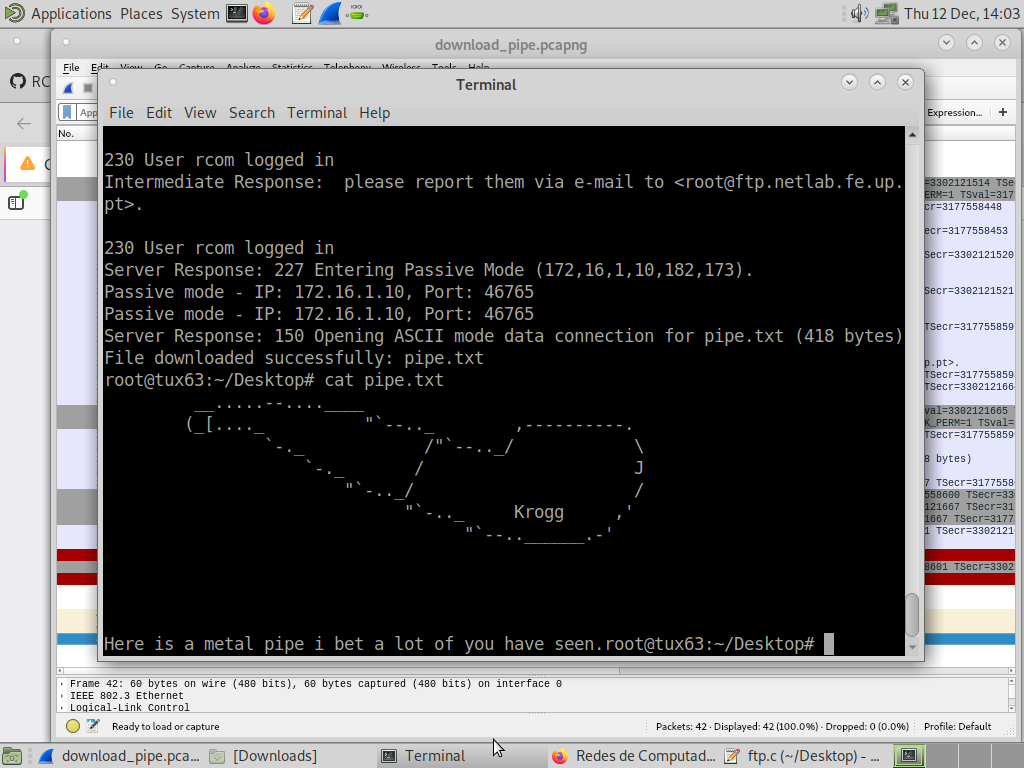 Applications Places System Thu 12 Dec, 14:03
download_pipe.pcapng
File Edit View Go Capture Analyze Statistics Telephony Wireless Tools Help
RC
Terminal
File Edit View Search Terminal Help
App
Expression... +
No.
230 User rcom logged in
Intermediate Response:  please report them via e-mail to <root@ftp.netlab.fe.up.
pt>.
230 User rcom logged in
Server Response: 227 Entering Passive Mode (172,16,1,10,182,173).
Passive mode - IP: 172.16.1.10, Port: 46765
Passive mode - IP: 172.16.1.10, Port: 46765
Server Response: 150 Opening ASCII mode data connection for pipe.txt (418 bytes)
File downloaded successfully: pipe.txt
root@tux63:~/Desktop# cat pipe.txt
Krogg
Here is a metal pipe i bet a lot of you have seen.root@tux63:~/Desktop#
=3302121514 TSe
ERM=1 TSval=317
cr=3177558448
ecr=3177558453
Secr=3302121520
Secr=3302121521
TSecr=317755859
p.pt>.
TSecr=317755859
TSecr=330212166
val=3302121665
K_PERM=1 TSval=
TSecr=317755859
8 bytes)
7 TSecr=3177558
558600 TSecr=33
121667 TSecr=31
1667 TSecr=3177
1 TSecr=3302121
8601 TSecr=3302
Frame 42: 60 bytes on wire (480 bits), 60 bytes captured (480 bits) on interface 0
IEEE 802.3 Ethernet
Logical-Link Control
Ready to load or capture
Packets: 42 · Displayed: 42 (100.0%) · Dropped: 0 (0.0%)
Profile: Default
download_pipe.pca...
[Downloads]
Terminal
Redes de Computad...
ftp.c (~/Desktop) - ...